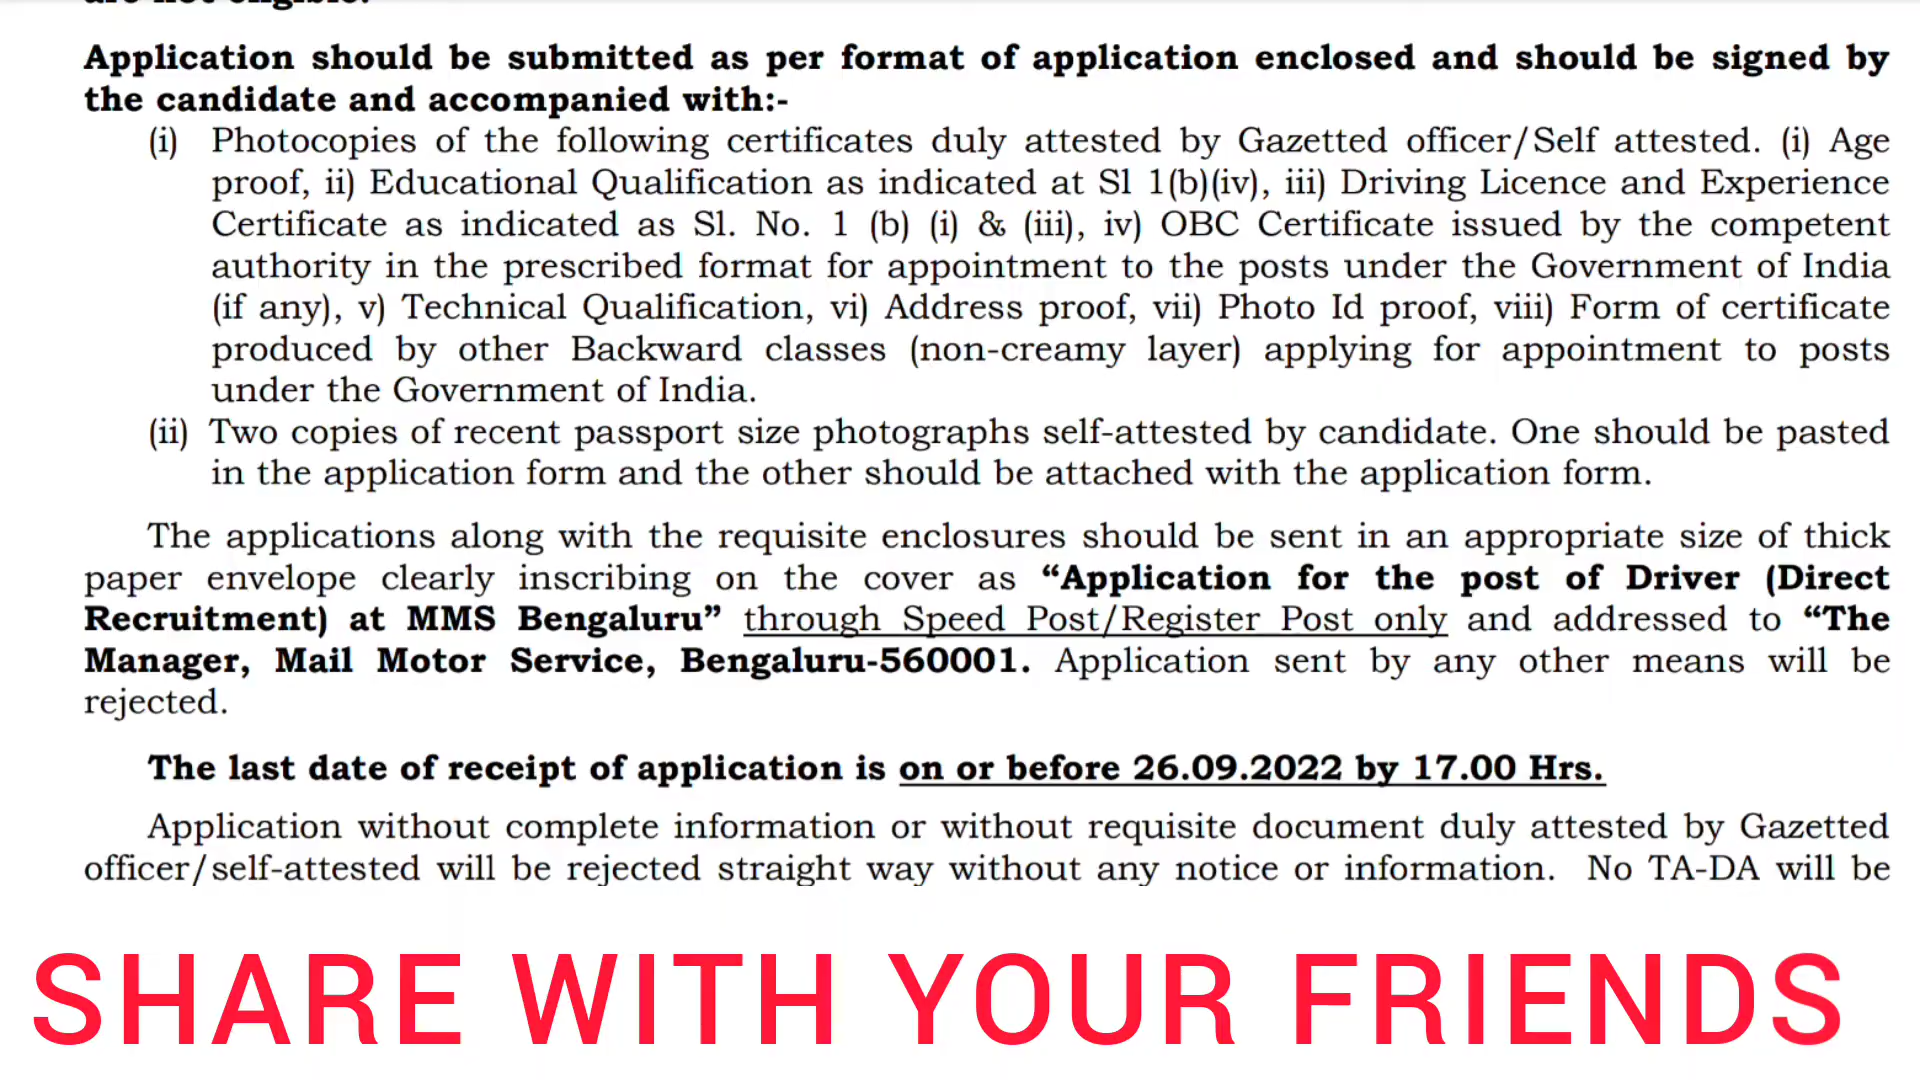 are not eligible.
Application should be submitted as per format of application enclosed and should be signed by
the candidate and accompanied with:-
(i) Photocopies of the following certificates duly attested by Gazetted officer/Self attested. (i) Age
proof, ii) Educational Qualification as indicated at Sl 1(b)(iv), iii) Driving Licence and Experience
Certificate as indicated as Sl. No. 1 (b) (i) & (iii), iv) OBC Certificate issued by the competent
authority in the prescribed format for appointment to the posts under the Government of India
(if any), v) Technical Qualification, vi) Address proof, vii) Photo Id proof, viii) Form of certificate
produced by other Backward classes (non-creamy layer) applying for appointment to posts
under the Government of India.
(ii) Two copies of recent passport size photographs self-attested by candidate. One should be pasted
in the application form and the other should be attached with the application form.
The applications along with the requisite enclosures should be sent in an appropriate size of thick
paper envelope clearly inscribing on the cover as “Application for the post of Driver (Direct
Recruitment) at MMS Bengaluru” through Speed Post/Register Post only and addressed to “The
Manager, Mail Motor Service, Bengaluru-560001. Application sent by any other means will be
rejected.
The last date of receipt of application is on or before 26.09.2022 by 17.00 Hrs.
Application without complete information or without requisite document duly attested by Gazetted
officer/self-attested will be rejected straight way without any notice or information. No TA-DA will be
SHARE WITH YOUR FRIENDS